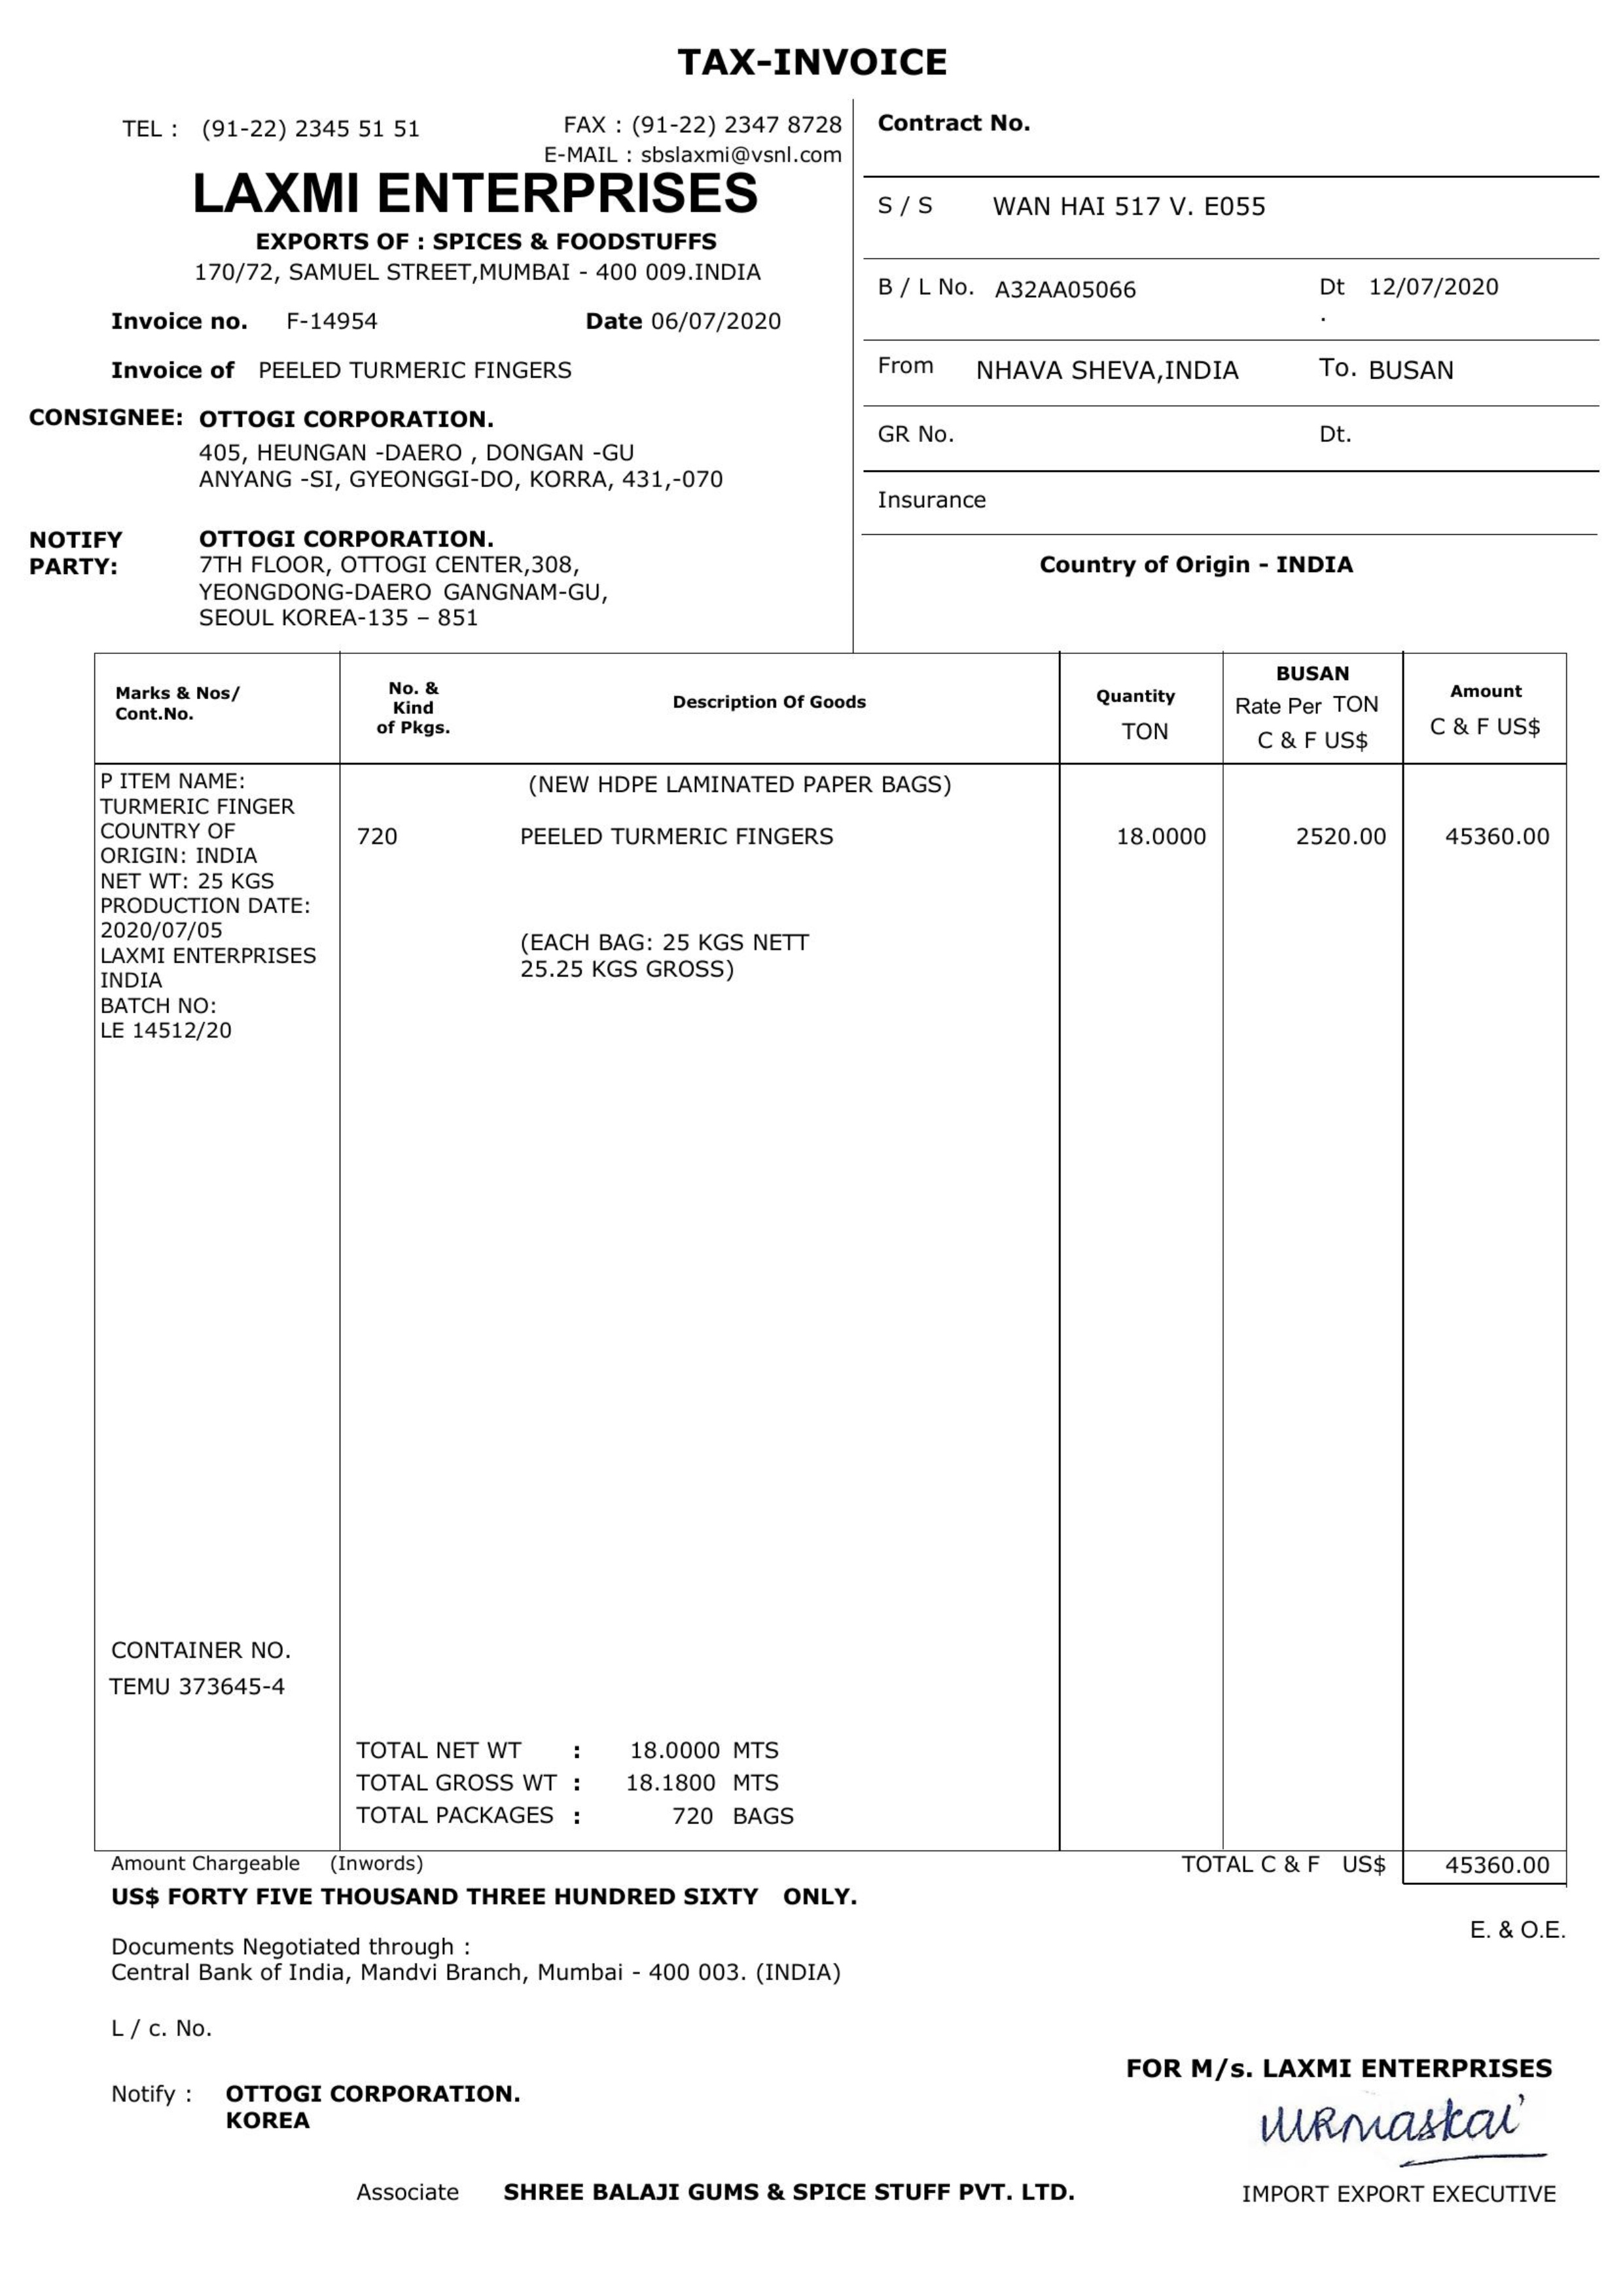 TAX-INVOICE
TEL : (91-22) 2345 51 51
FAX : (91-22) 2347 8728
E-MAIL : sbslaxmi@vsnl.com
LAXMI ENTERPRISES
EXPORTS OF : SPICES & FOODSTUFFS
170/72, SAMUEL STREET,MUMBAI - 400 009.INDIA
Invoice no. F-14954 Date 06/07/2020
Invoice of PEELED TURMERIC FINGERS
CONSIGNEE: OTTOGI CORPORATION.
405, HEUNGAN -DAERO , DONGAN -GU
ANYANG -SI, GYEONGGI-DO, KORRA, 431,-070
NOTIFY PARTY:
OTTOGI CORPORATION.
7TH FLOOR, OTTOGI CENTER,308,
YEONGDONG-DAERO GANGNAM-GU,
SEOUL KOREA-135 – 851
Contract No.
S / S WAN HAI 517 V. E055
B / L No. A32AA05066 Dt 12/07/2020
.
From NHAVA SHEVA,INDIA To. BUSAN
GR No. Dt.
Insurance
Country of Origin - INDIA
Marks & Nos/
Cont.No.
No. &
Kind
of Pkgs.
Description Of Goods
Quantity
TON
BUSAN
Rate Per TON
C & F US$
Amount
C & F US$
P ITEM NAME:
TURMERIC FINGER
COUNTRY OF
ORIGIN: INDIA
NET WT: 25 KGS
PRODUCTION DATE:
2020/07/05
LAXMI ENTERPRISES
INDIA
BATCH NO:
LE 14512/20
(NEW HDPE LAMINATED PAPER BAGS)
720 PEELED TURMERIC FINGERS 18.0000 2520.00 45360.00
(EACH BAG: 25 KGS NETT
25.25 KGS GROSS)
CONTAINER NO.
TEMU 373645-4
TOTAL NET WT : 18.0000 MTS
TOTAL GROSS WT : 18.1800 MTS
TOTAL PACKAGES : 720 BAGS
Amount Chargeable (Inwords) TOTAL C & F US$ 45360.00
US$ FORTY FIVE THOUSAND THREE HUNDRED SIXTY ONLY.
E. & O.E.
Documents Negotiated through :
Central Bank of India, Mandvi Branch, Mumbai - 400 003. (INDIA)
L / c. No.
FOR M/s. LAXMI ENTERPRISES
Notify : OTTOGI CORPORATION.
KOREA
Associate SHREE BALAJI GUMS & SPICE STUFF PVT. LTD.
IMPORT EXPORT EXECUTIVE